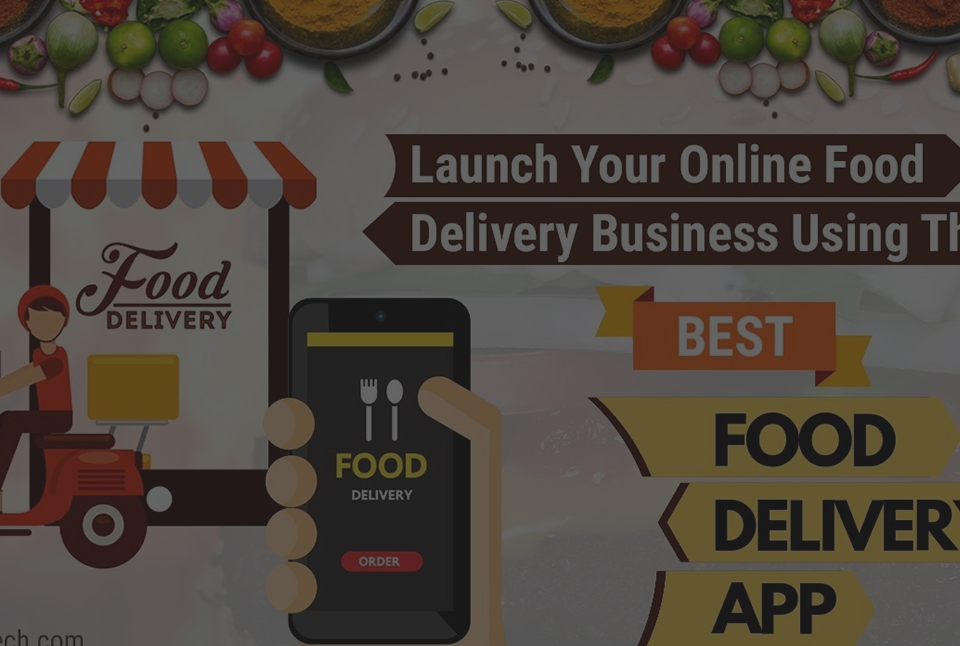 Launch Your Online Food
Delivery Business Using Th
Food
DELIVERY
BEST
FOOD
DELIVERY
APP
FOOD
DELIVERY
ORDER
ech.com